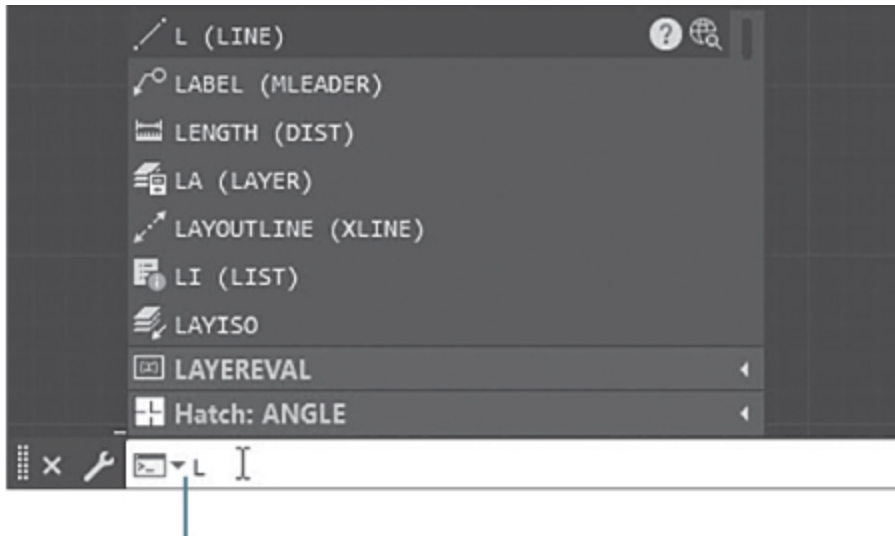 L (LINE)
LABEL (MLEADER)
LENGTH (DIST)
LA (LAYER)
LAYOUTLINE (XLINE)
LI (LIST)
LAYISO
LAYEREVAL
Hatch: ANGLE
L